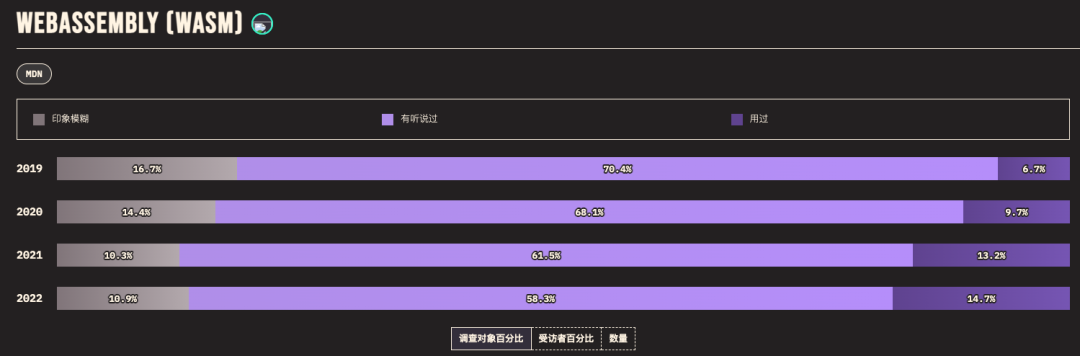 WEBASSEMBLY (WASM)
MDN
印象模糊 有听说过 用过
2019 16.7% 70.4% 6.7%
2020 14.4% 68.1% 9.7%
2021 10.3% 61.5% 13.2%
2022 10.9% 58.3% 14.7%
调查对象百分比 受访者百分比 数量